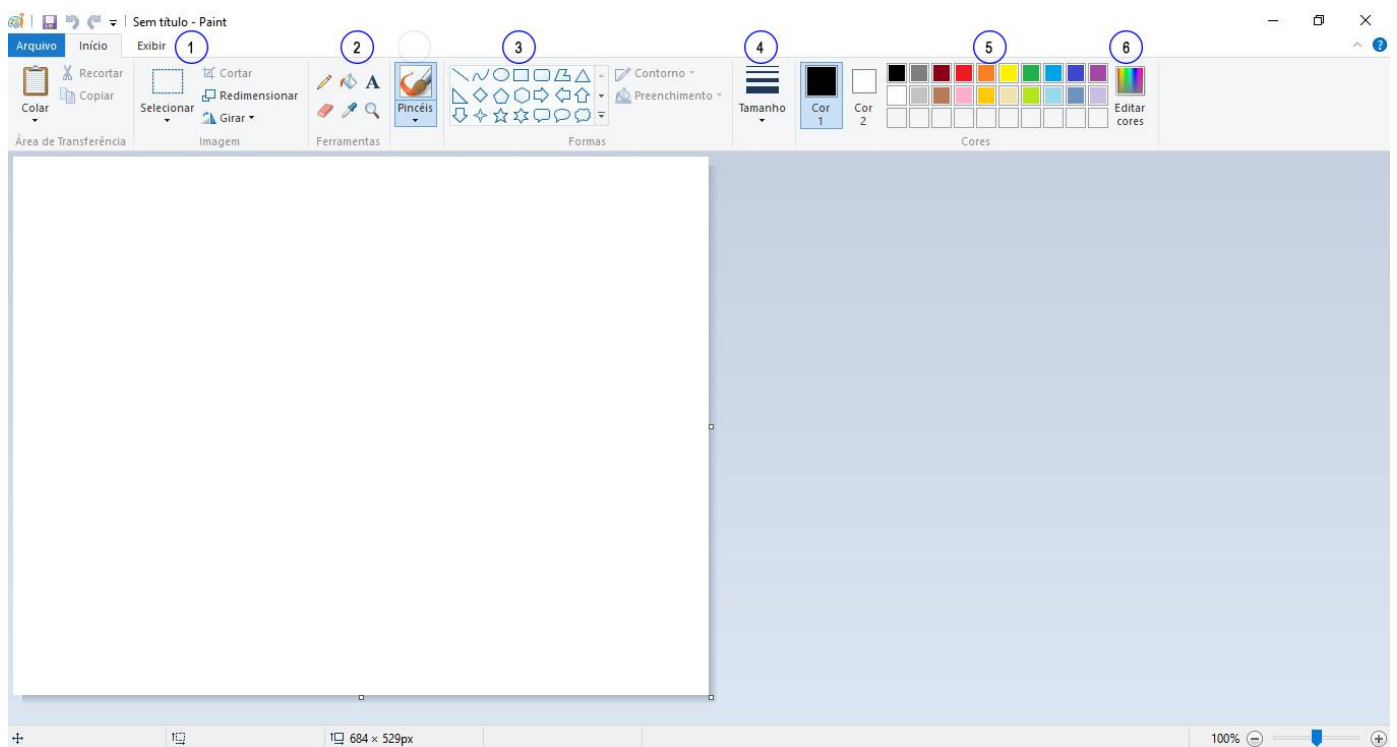 Sem título - Paint
Arquivo Início Exibir 1 2 3 4 5 6
Colar
Recortar
Copiar
Área de Transferência
Selecionar
Cortar
Redimensionar
Girar
Imagem
A
Ferramentas
Pincéis
Contorno
Preenchimento
Formas
Tamanho
Cor
1
Cor
2
Editar
cores
Cores
684 × 529px
100%